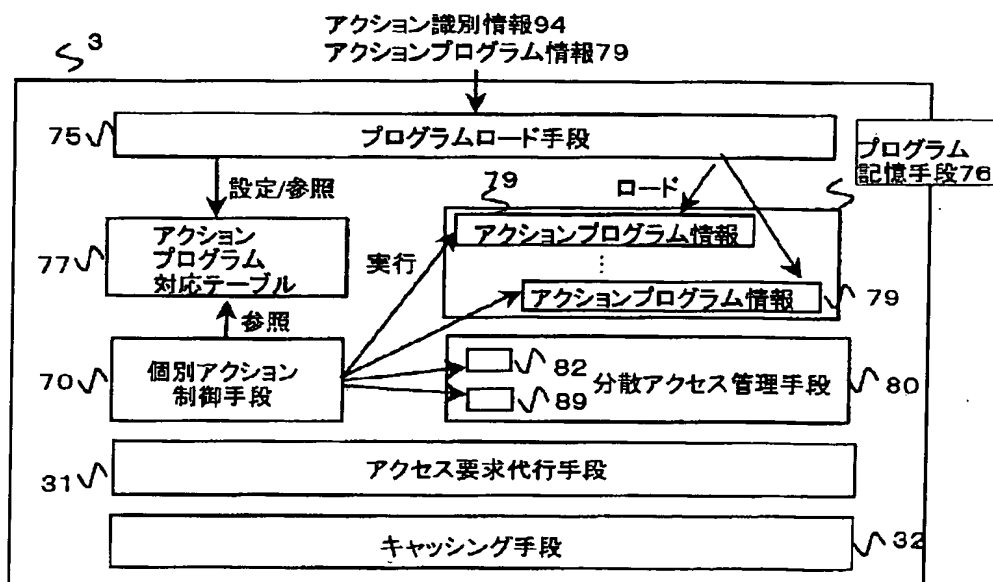 アクション識別情報94
アクションプログラム情報79
3
75
プログラムロード手段
プログラム
記憶手段76
設定/参照
79
ロード
アクション
プログラム
対応テーブル
77
実行
アクションプログラム情報
⋮
アクションプログラム情報
79
参照
70
個別アクション
制御手段
82
89
分散アクセス管理手段
80
31
アクセス要求代行手段
キャッシング手段
32